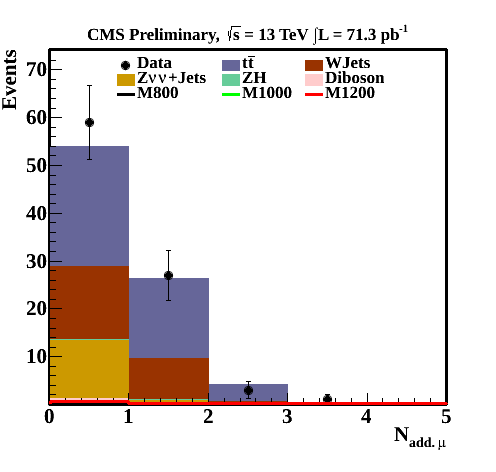 CMS Preliminary, √s = 13 TeV ∫L = 71.3 pb⁻¹
Events
Data tt̅ WJets
Zνν+Jets ZH Diboson
M800 M1000 M1200
70
60
50
40
30
20
10
0 1 2 3 4 5
N_add. μ